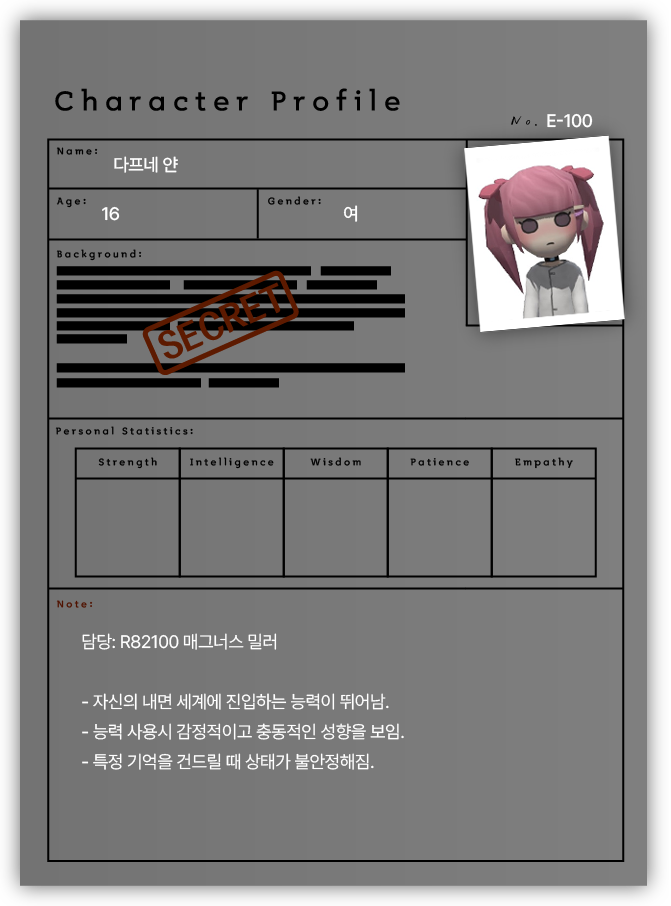 Character Profile
No. E-100
Name: 다프네 얀
Age: 16
Gender: 여
Background:
SECRET
Personal Statistics:
Strength Intelligence Wisdom Patience Empathy
Note:
담당: R82100 매그너스 밀러
- 자신의 내면 세계에 진입하는 능력이 뛰어남.
- 능력 사용시 감정적이고 충동적인 성향을 보임.
- 특정 기억을 건드릴 때 상태가 불안정해짐.